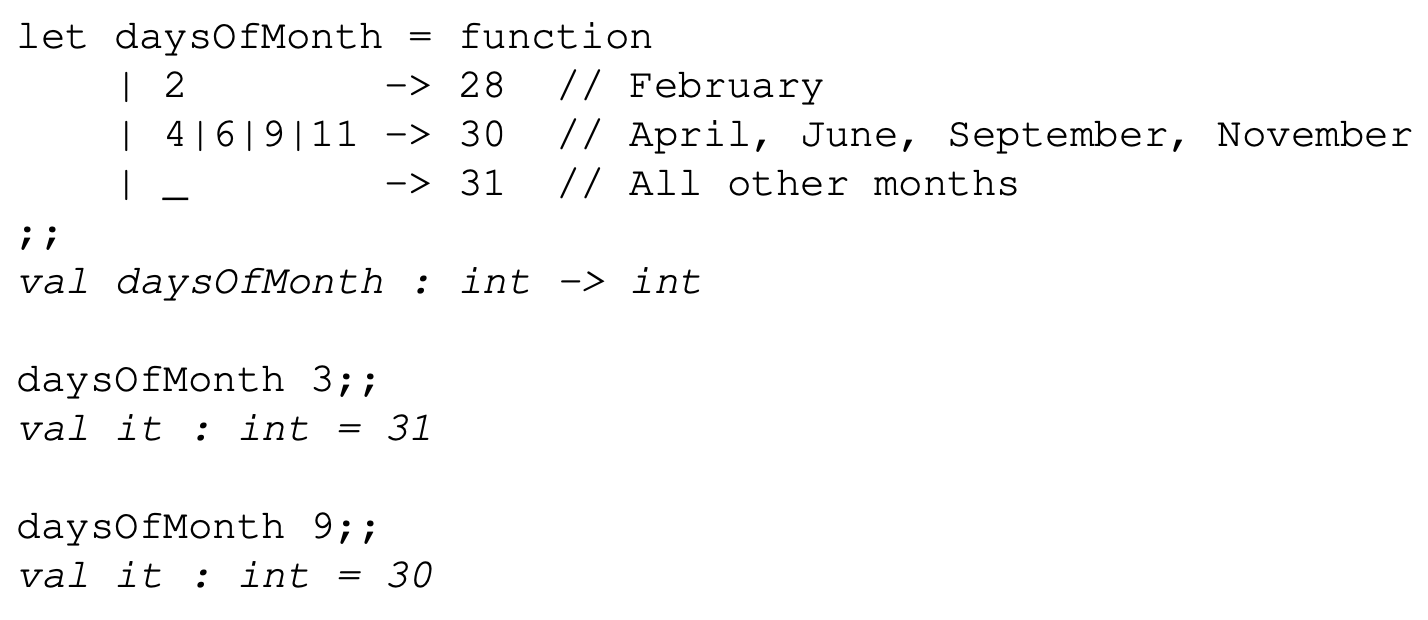 let daysOfMonth = function
    | 2        -> 28  // February
    | 4|6|9|11 -> 30  // April, June, September, November
    | _        -> 31  // All other months
;;
val daysOfMonth : int -> int

daysOfMonth 3;;
val it : int = 31

daysOfMonth 9;;
val it : int = 30